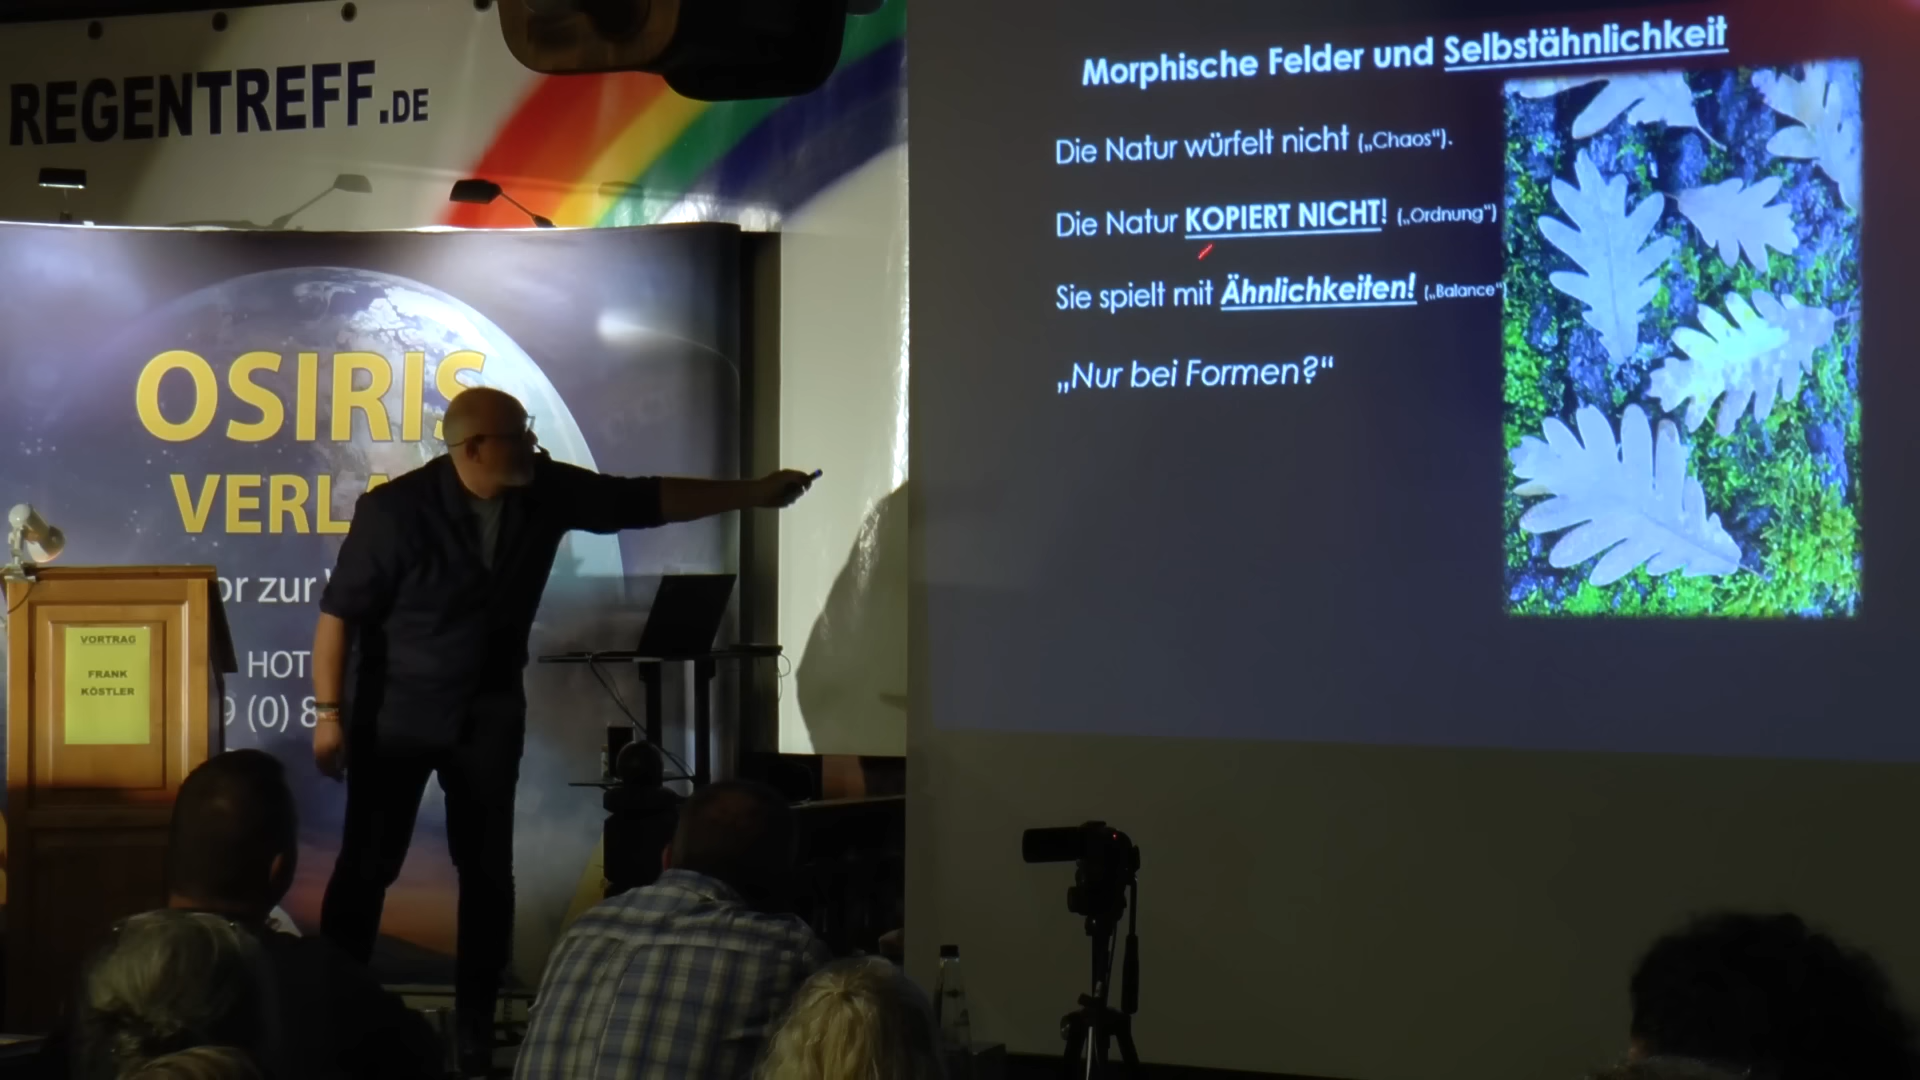 REGENTREFF.DE
OSIRIS
VERLA
or zur
HOT
9 (0) 8
VORTRAG
FRANK
KÖSTLER
Morphische Felder und Selbstähnlichkeit
Die Natur würfelt nicht („Chaos“).
Die Natur KOPIERT NICHT! („Ordnung“)
Sie spielt mit Ähnlichkeiten! („Balance“
„Nur bei Formen?“